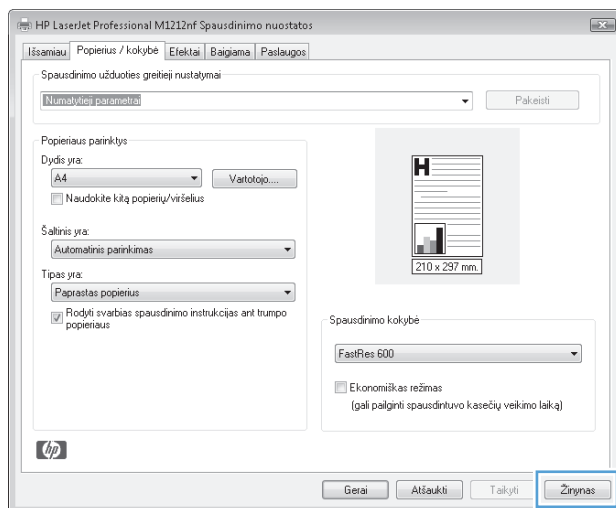 HP LaserJet Professional M1212nf Spausdinimo nuostatos
Išsamiau Popierius / kokybė Efektai Baigiama Paslaugos
Spausdinimo užduoties greitieji nustatymai
Numatytieji parametrai Pakeisti
Popieriaus parinktys
Dydis yra:
A4 Vartotojo....
Naudokite kitą popierių/viršelius
Šaltinis yra:
Automatinis parinkimas
Tipas yra:
Paprastas popierius
Rodyti svarbias spausdinimo instrukcijas ant trumpo
popieriaus
H
210 x 297 mm.
Spausdinimo kokybė
FastRes 600
Ekonomiškas režimas
(gali pailginti spausdintuvo kasečių veikimo laiką)
hp
Gerai Atšaukti Taikyti Žinynas